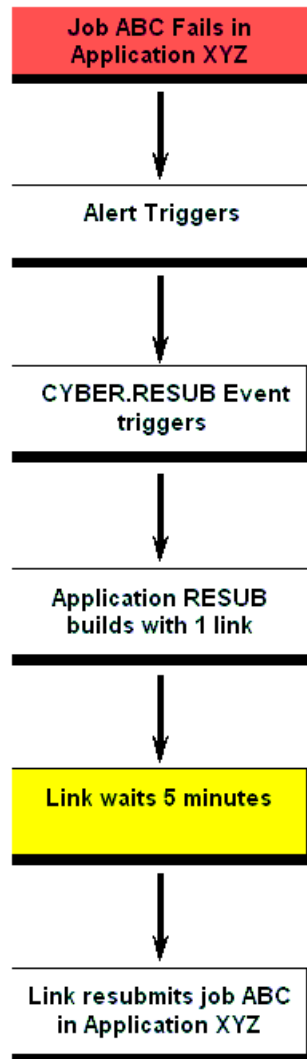 Job ABC Fails in
Application XYZ
Alert Triggers
CYBER.RESUB Event
triggers
Application RESUB
builds with 1 link
Link waits 5 minutes
Link resubmits job ABC
in Application XYZ